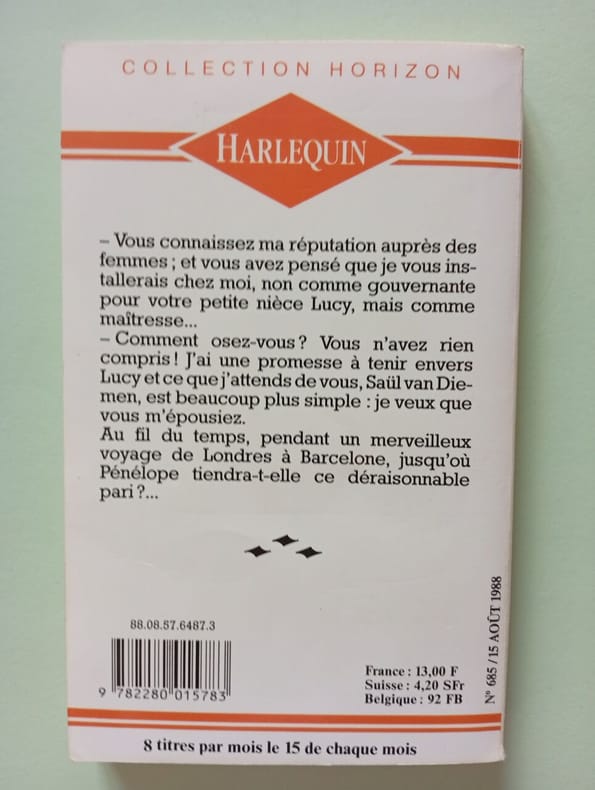 COLLECTION HORIZON
HARLEQUIN
– Vous connaissez ma réputation auprès des
femmes ; et vous avez pensé que je vous ins-
tallerais chez moi, non comme gouvernante
pour votre petite nièce Lucy, mais comme
maîtresse...
– Comment osez-vous ? Vous n'avez rien
compris ! J'ai une promesse à tenir envers
Lucy et ce que j'attends de vous, Saül van Die-
men, est beaucoup plus simple : je veux que
vous m'épousiez.
Au fil du temps, pendant un merveilleux
voyage de Londres à Barcelone, jusqu'où
Pénélope tiendra-t-elle ce déraisonnable
pari ?...
88.08.57.6487.3
9 782280 015783
France : 13,00 F
Suisse : 4,20 SFr
Belgique : 92 FB
N° 685 / 15 AOÛT 1988
8 titres par mois le 15 de chaque mois